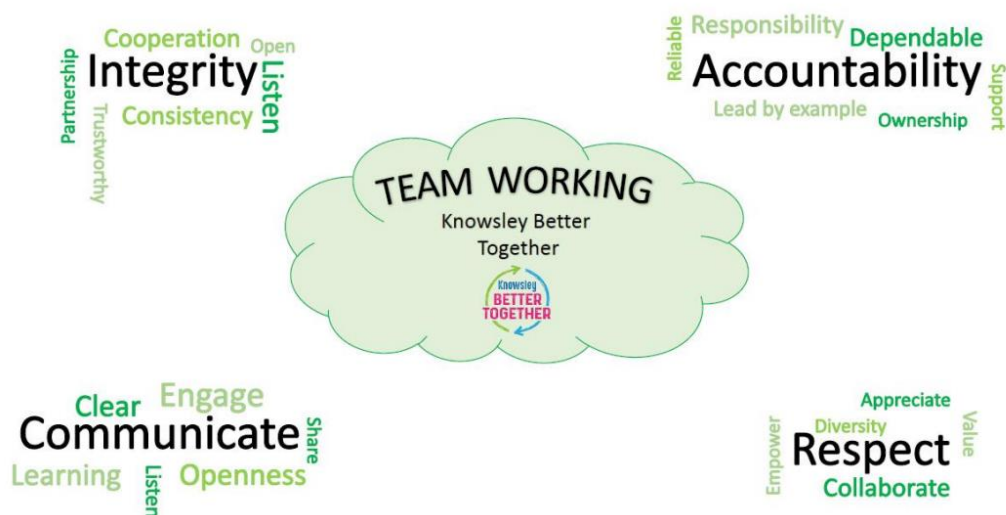 Cooperation
Open
Integrity
Listen
Partnership
Consistency
Trustworthy
Responsibility
Reliable
Dependable
Accountability
Support
Lead by example
Ownership
TEAM WORKING
Knowsley Better
Together
Knowsley
BETTER
TOGETHER
Engage
Clear
Communicate
Share
Learning
Listen
Openness
Appreciate
Diversity
Value
Empower
Respect
Collaborate